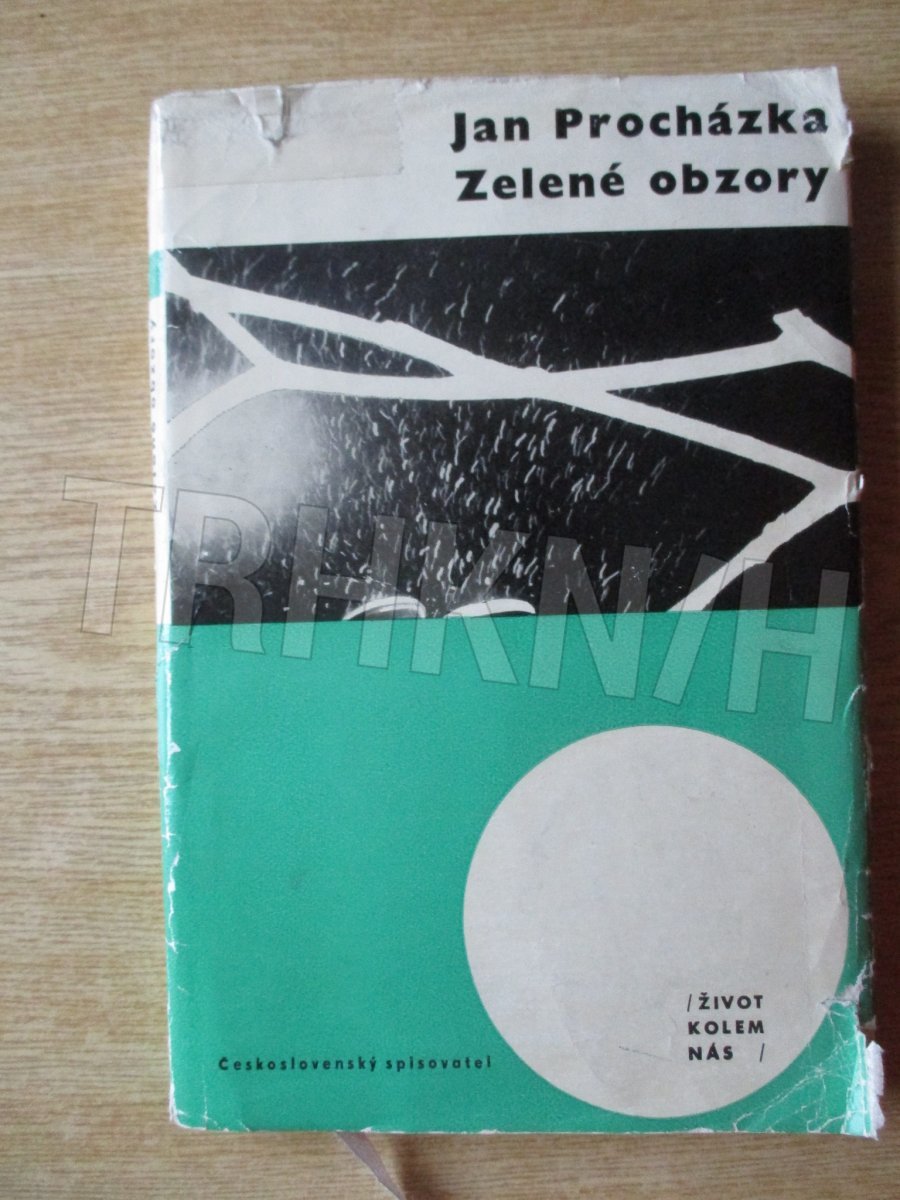 Jan Procházka
Zelené obzory
TRHKNIH
/ŽIVOT
KOLEM
NÁS /
Československý spisovatel